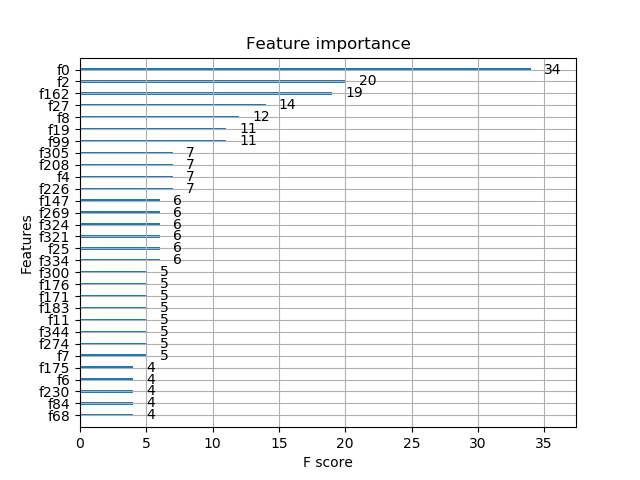 Feature importance
f0 34
f2 20
f162 19
f27 14
f8 12
f19 11
f99 11
f305 7
f208 7
f4 7
f226 7
f147 6
f269 6
f324 6
f321 6
f25 6
f334 6
f300 5
f176 5
f171 5
f183 5
f11 5
f344 5
f274 5
f7 5
f175 4
f6 4
f230 4
f84 4
f68 4
Features
0 5 10 15 20 25 30 35
F score